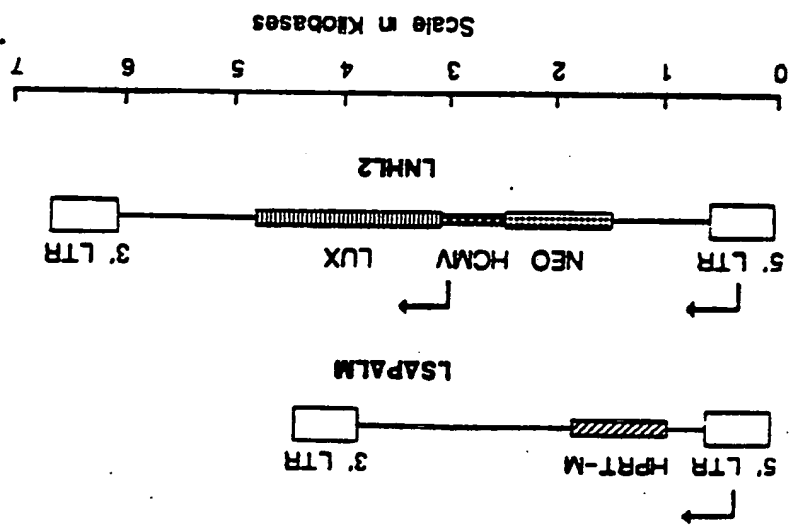 Scale in Kilobases
0 1 2 3 4 5 6 7
LNHL2
5' LTR NEO HCMV LUX 3' LTR
LSΔPΔLM
5' LTR HPRT-M 3' LTR